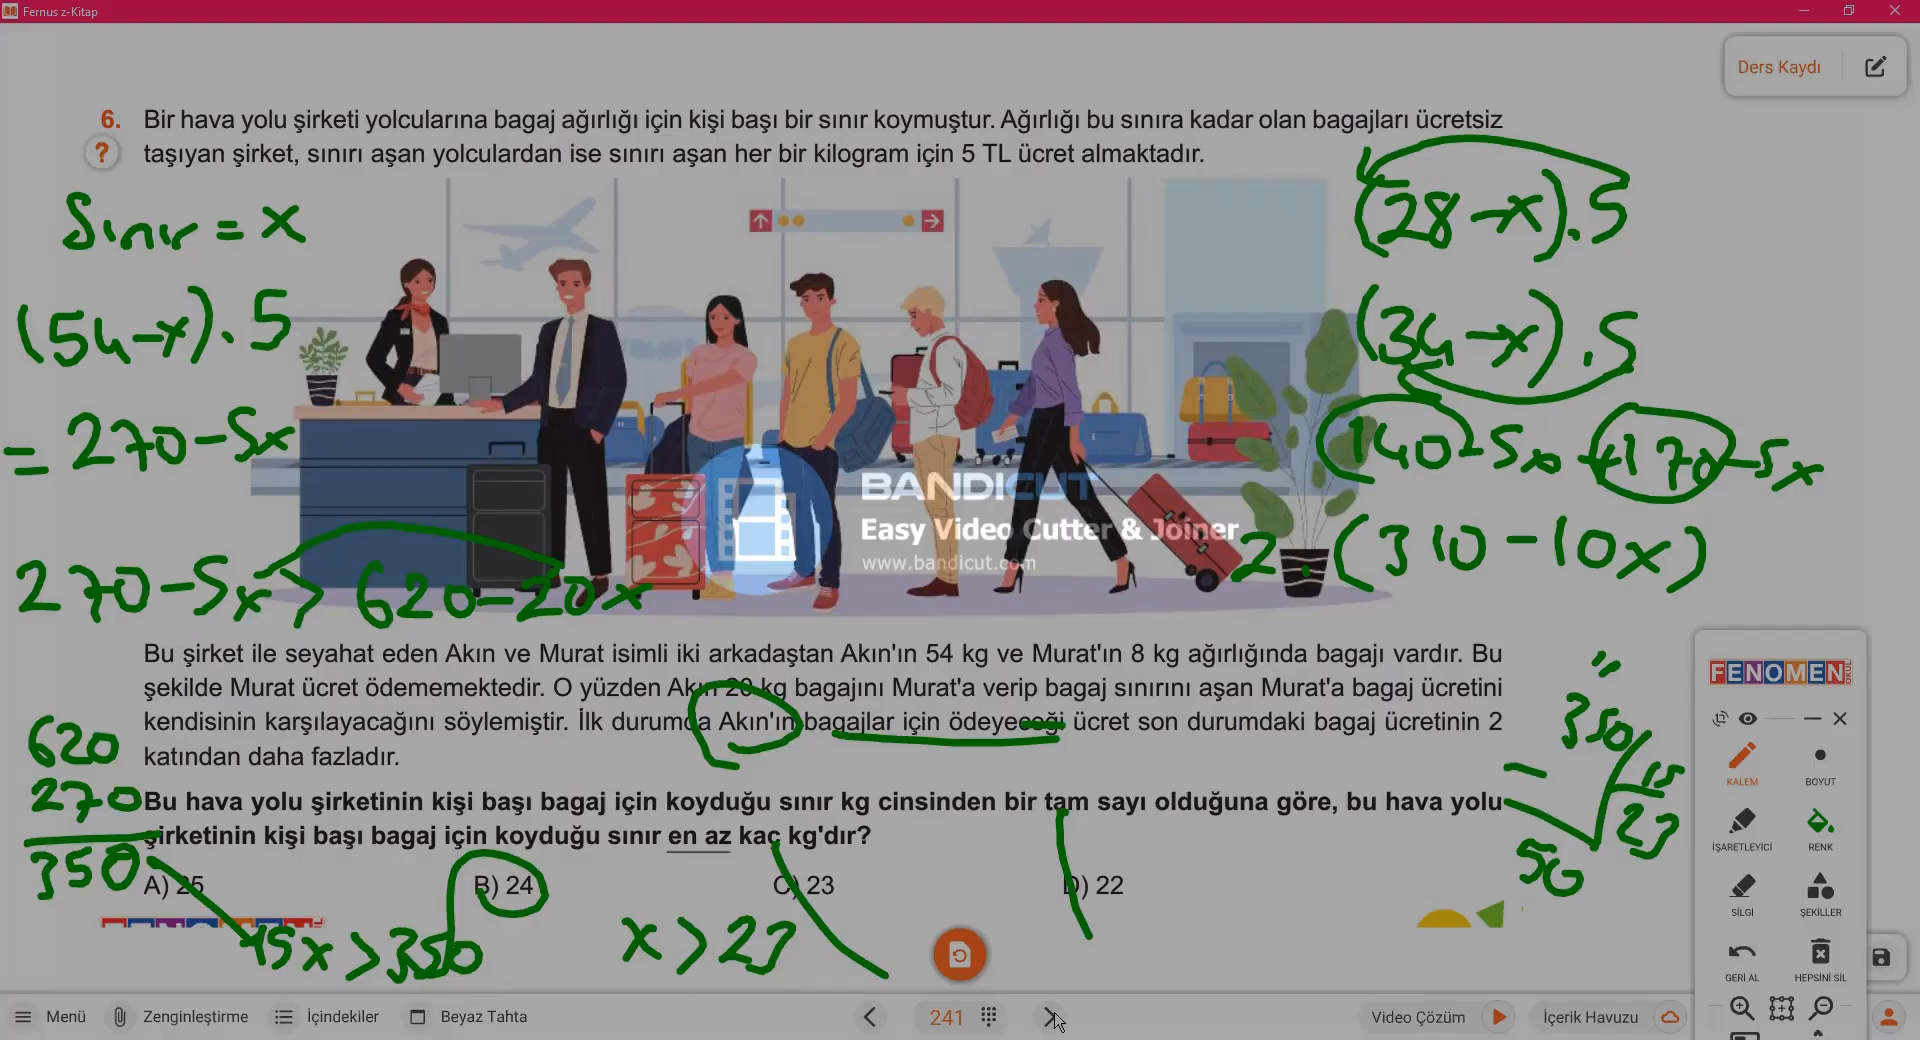 Fernus z-Kitap
Ders Kaydı
6. Bir hava yolu şirketi yolcularına bagaj ağırlığı için kişi başı bir sınır koymuştur. Ağırlığı bu sınıra kadar olan bagajları ücretsiz
? taşıyan şirket, sınırı aşan yolculardan ise sınırı aşan her bir kilogram için 5 TL ücret almaktadır.
Sınır = x
(54-x).5
= 270-5x
270-5x > 620-20x
(28-x).5
(34-x).5
140-5x+170-5x
2.(310-10x)
BANDICUT
Easy Video Cutter & Joiner
www.bandicut.com
Bu şirket ile seyahat eden Akın ve Murat isimli iki arkadaştan Akın'ın 54 kg ve Murat'ın 8 kg ağırlığında bagajı vardır. Bu
şekilde Murat ücret ödememektedir. O yüzden Akın 20 kg bagajını Murat'a verip bagaj sınırını aşan Murat'a bagaj ücretini
kendisinin karşılayacağını söylemiştir. İlk durumda Akın'ın bagajlar için ödeyeceği ücret son durumdaki bagaj ücretinin 2
katından daha fazladır.
Bu hava yolu şirketinin kişi başı bagaj için koyduğu sınır kg cinsinden bir tam sayı olduğuna göre, bu hava yolu
şirketinin kişi başı bagaj için koyduğu sınır en az kaç kg'dır?
A) 25 B) 24 C) 23 D) 22
620
270
350
15x > 350
x > 23
350
15
23
50
FENOMEN OKUL
KALEM BOYUT
İŞARETLEYİCİ RENK
SİLGİ ŞEKİLLER
GERİ AL HEPSİNİ SİL
Menü Zenginleştirme İçindekiler Beyaz Tahta 241 Video Çözüm İçerik Havuzu